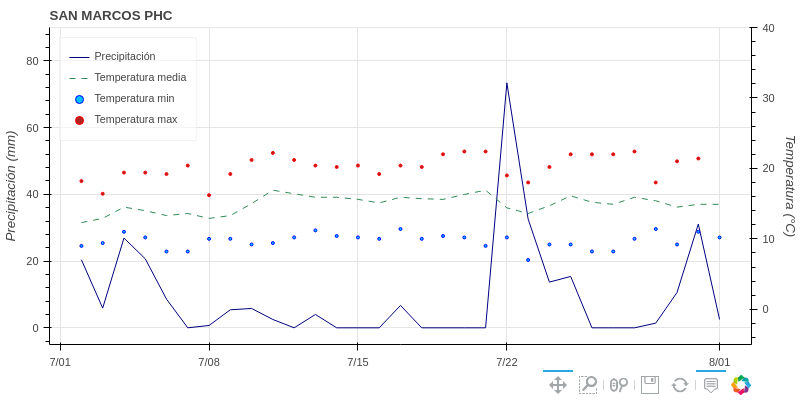 SAN MARCOS PHC
Precipitación
Temperatura media
Temperatura min
Temperatura max
Precipitación (mm)
80
60
40
20
0
Temperatura (°C)
40
30
20
10
0
7/01
7/08
7/15
7/22
8/01